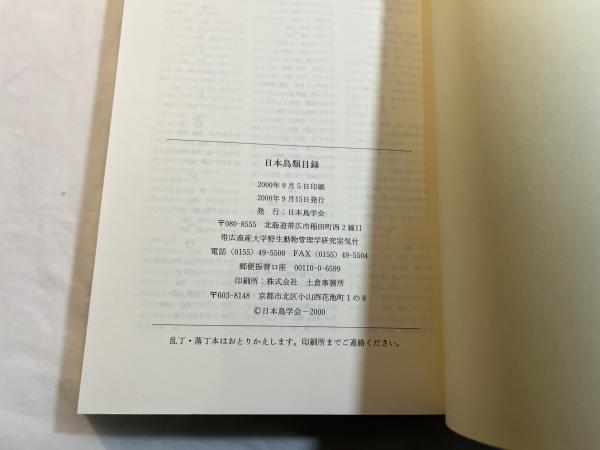 日本鳥類目録
2000年9月5日印刷
2000年9月15日発行
発 行：日本鳥学会
〒080-8555 北海道帯広市稲田町西2線11
帯広畜産大学野生動物管理学研究室気付
電話 (0155) 49-5500 FAX (0155) 49-5504
郵便振替口座 00110-0-6599
印刷所：株式会社 土倉事務所
〒603-8148 京都市北区小山西花池町1の8
©日本鳥学会-2000
乱丁・落丁本はおとりかえします。印刷所までご連絡ください。